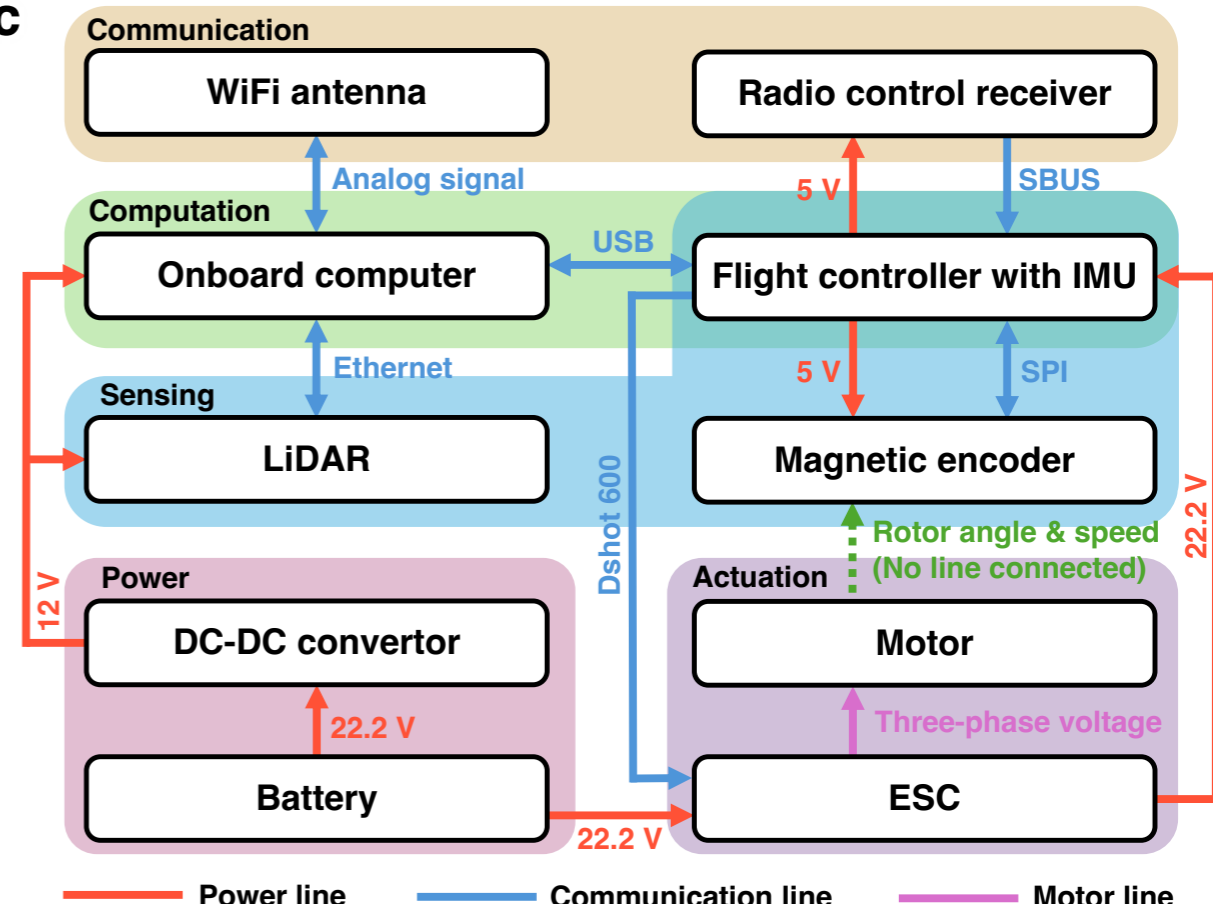 c
Communication
WiFi antenna
Radio control receiver
Analog signal
5 V
SBUS
Computation
USB
Onboard computer
Flight controller with IMU
Ethernet
5 V
SPI
Sensing
LiDAR
Magnetic encoder
Dshot 600
22.2 V
Rotor angle & speed
(No line connected)
12 V
Power
Actuation
DC-DC convertor
Motor
22.2 V
Three-phase voltage
Battery
ESC
22.2 V
Power line
Communication line
Motor line